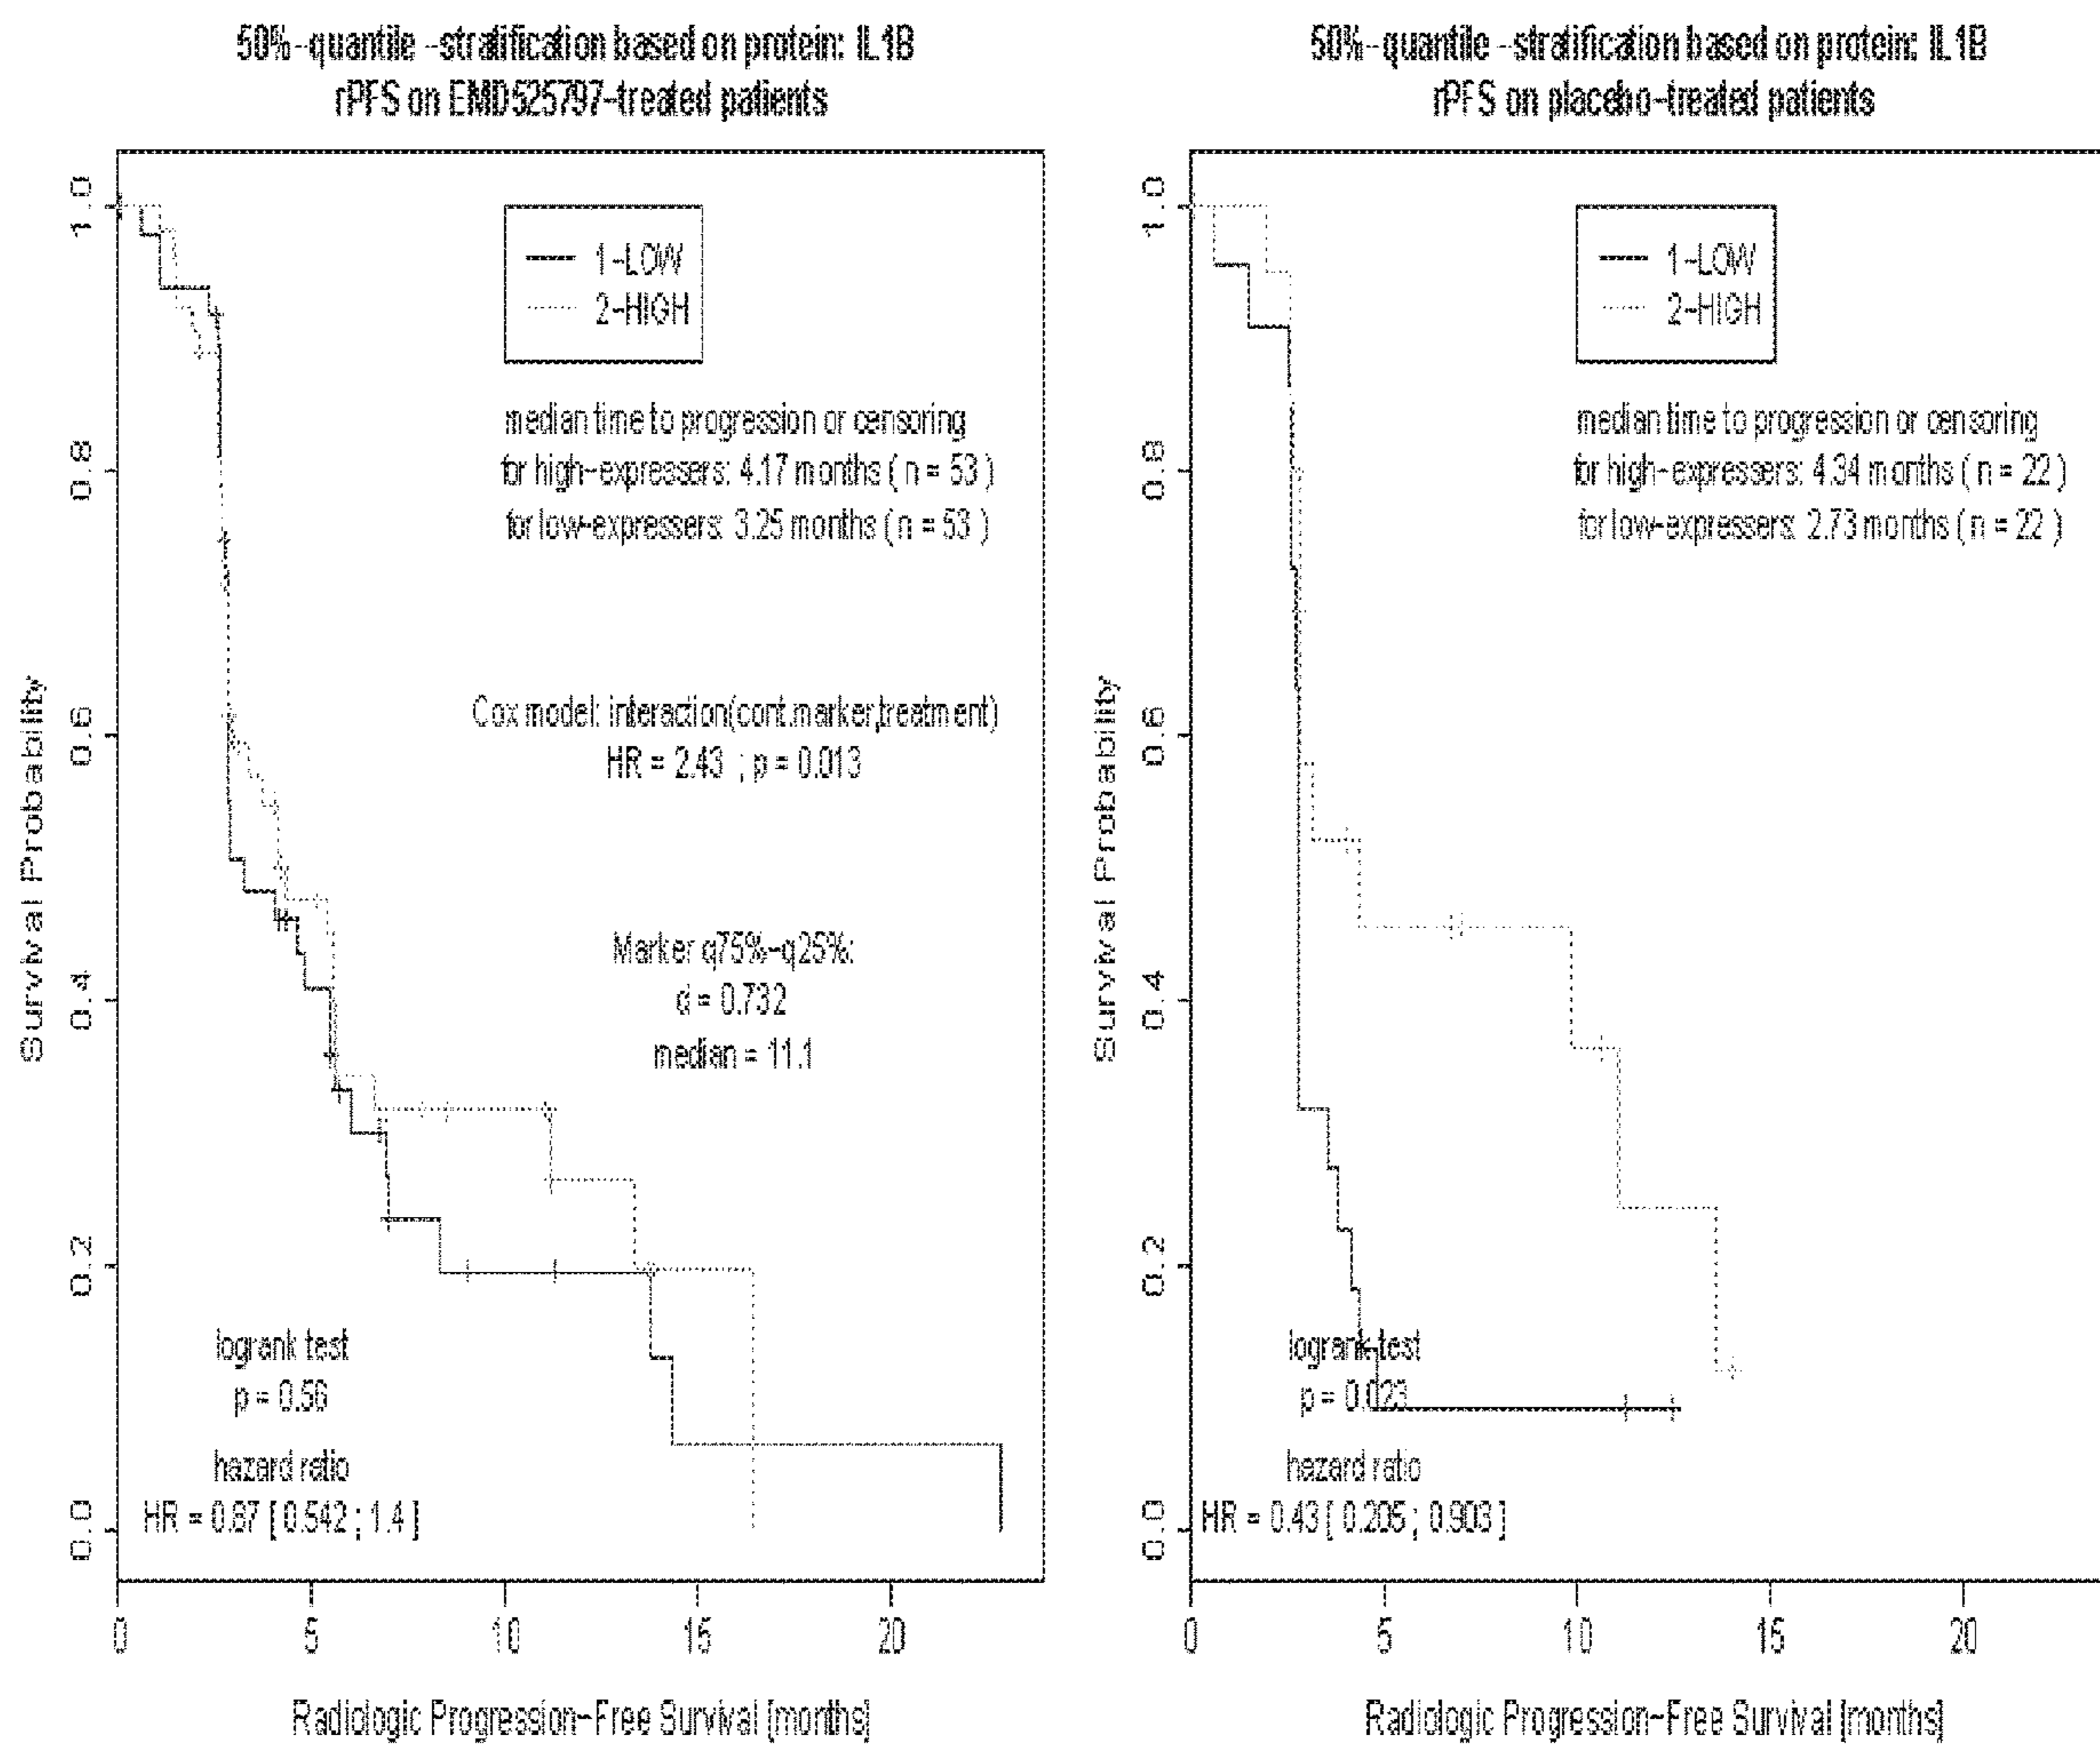 50%-quantile -stratification based on protein: IL1B
rPFS on EMD525797-treated patients
1.0
0.8
0.6
0.4
0.2
0.0
Survival Probability
1-LOW
2-HIGH
median time to progression or censoring
for high-expressers: 4.17 months ( n = 53 )
for low-expressers: 3.25 months ( n = 53 )
Cox model: interaction(cont.marker,treatment)
HR = 2.43 ; p = 0.013
Marker q75%-q25%:
d = 0.732
median = 11.1
logrank test
p = 0.56
hazard ratio
HR = 0.87 [ 0.542 ; 1.4 ]
0 5 10 15 20
Radiologic Progression-Free Survival [months]
50%-quantile -stratification based on protein: IL1B
rPFS on placebo-treated patients
1.0
0.8
0.6
0.4
0.2
0.0
Survival Probability
1-LOW
2-HIGH
median time to progression or censoring
for high-expressers: 4.34 months ( n = 22 )
for low-expressers: 2.73 months ( n = 22 )
logrank test
p = 0.023
hazard ratio
HR = 0.43 [ 0.205 ; 0.903 ]
0 5 10 15 20
Radiologic Progression-Free Survival [months]